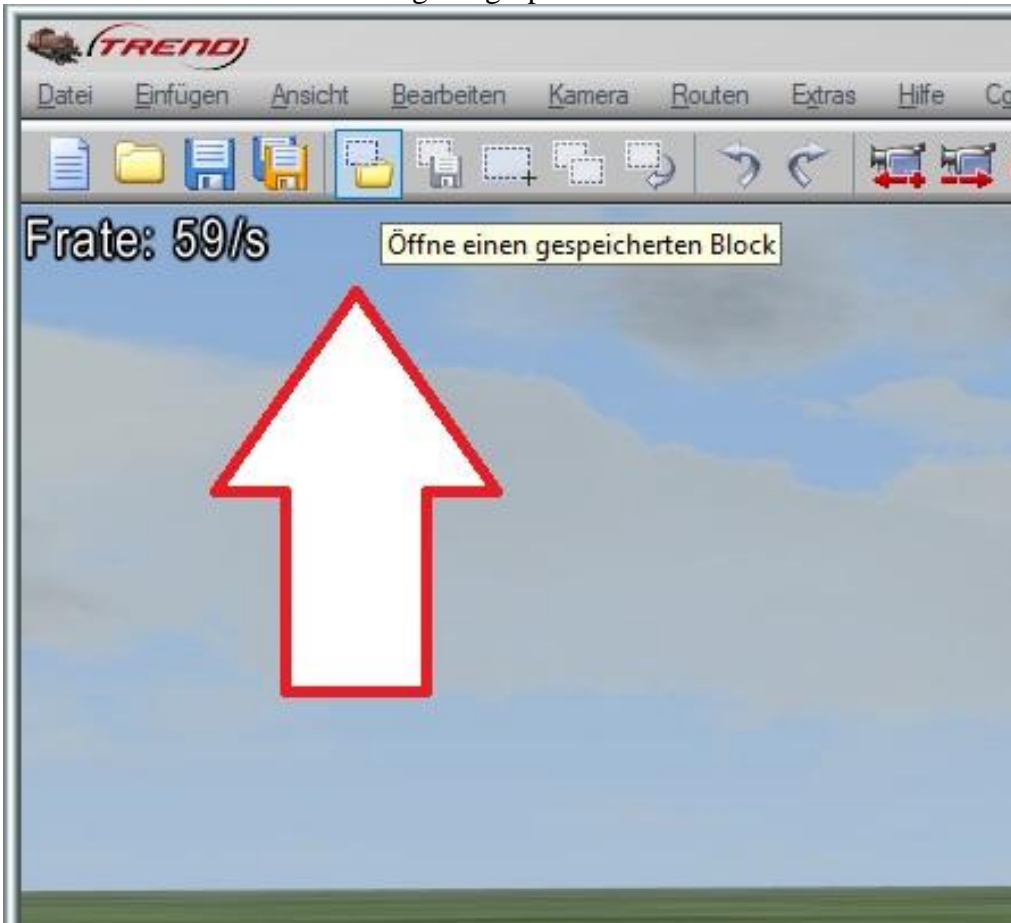 TREND
Datei Einfügen Ansicht Bearbeiten Kamera Routen Extras Hilfe
Frate: 59/s
Öffne einen gespeicherten Block